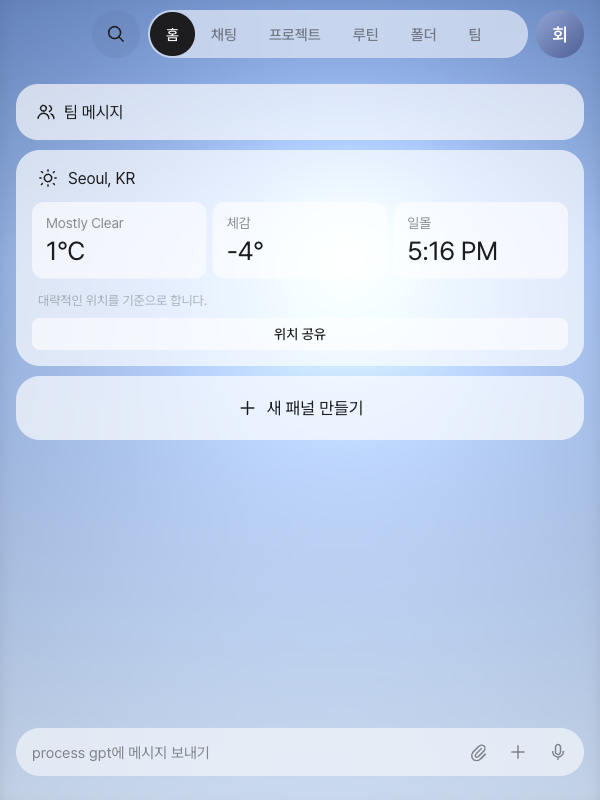 홈 채팅 프로젝트 루틴 폴더 팀 회
팀 메시지
Seoul, KR
Mostly Clear
1°C
체감
-4°
일몰
5:16 PM
대략적인 위치를 기준으로 합니다.
위치 공유
새 패널 만들기
process gpt에 메시지 보내기